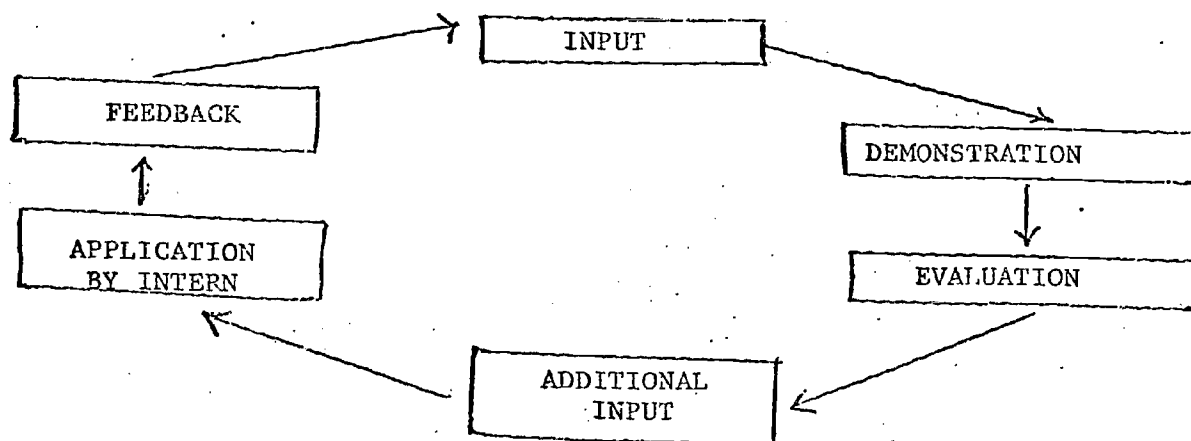 INPUT
FEEDBACK
DEMONSTRATION
APPLICATION
BY INTERN
EVALUATION
ADDITIONAL
INPUT